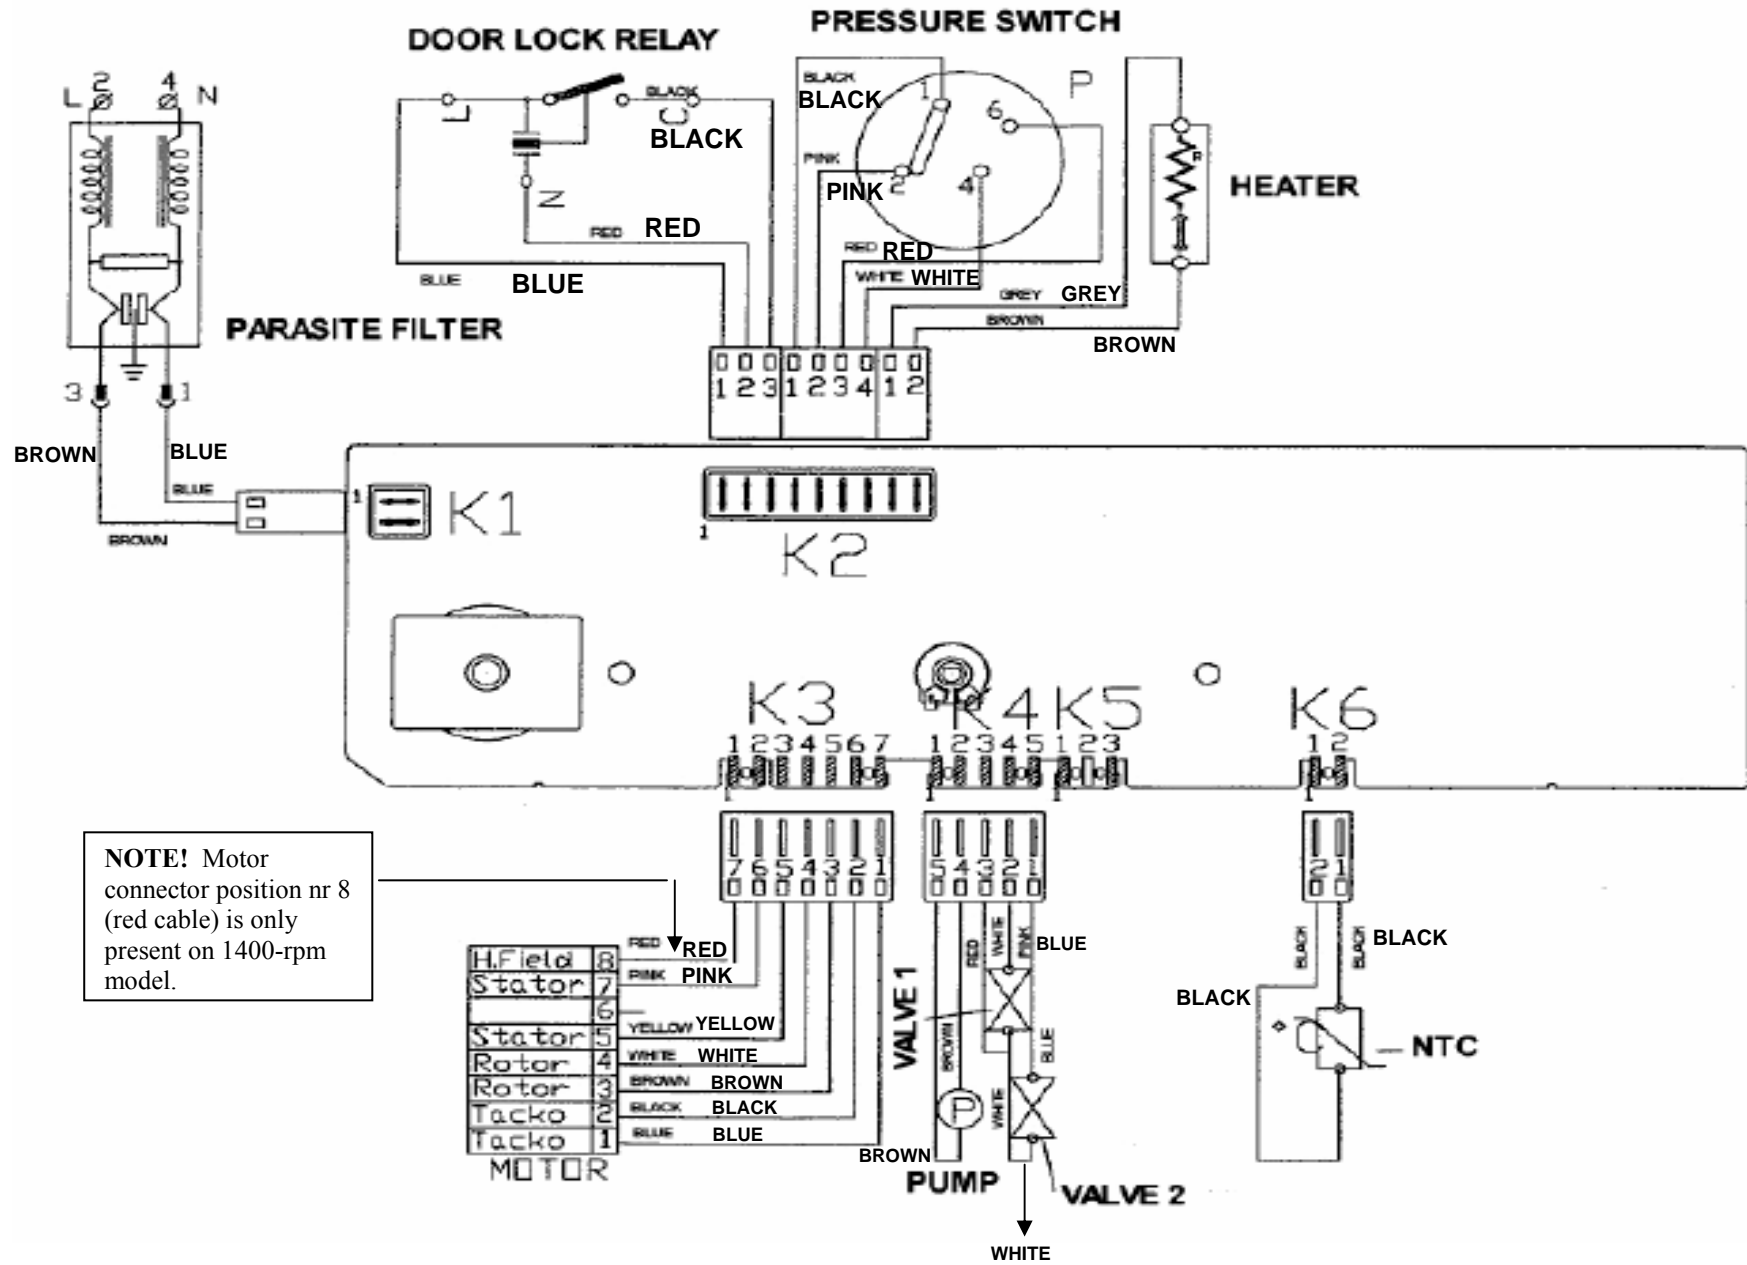 PRESSURE SWITCH
DOOR LOCK RELAY
L 2 4 N
L
BLACK
C
BLACK
N
RED RED
BLUE BLUE
BLACK
BLACK
PINK
PINK
1
2
4
6
P
RED RED
WHITE WHITE
GREY GREY
BROWN
BROWN
R
HEATER
PARASITE FILTER
3 1
BROWN
BLUE
BLUE
BROWN
1 2 3 1 2 3 4 1 2
1
K1
1
K2
K3
K4 K5
K6
1 2 3 4 5 6 7
1 2 3 4 5 1 2 3
1 2
1
1
1
1
7 6 5 4 3 2 1
5 4 3 2 1
2 1
NOTE! Motor
connector position nr 8
(red cable) is only
present on 1400-rpm
model.
H.Field 8 RED RED
Stator 7 PINK PINK
6
Stator 5 YELLOW YELLOW
Rotor 4 WHITE WHITE
Rotor 3 BROWN BROWN
Tacko 2 BLACK BLACK
Tacko 1 BLUE BLUE
MOTOR
RED
WHITE
PINK
BLUE
VALVE 1
BROWN
BLUE
WHITE
P
BROWN
PUMP
VALVE 2
WHITE
BLACK
BLACK
BLACK
BLACK
NTC